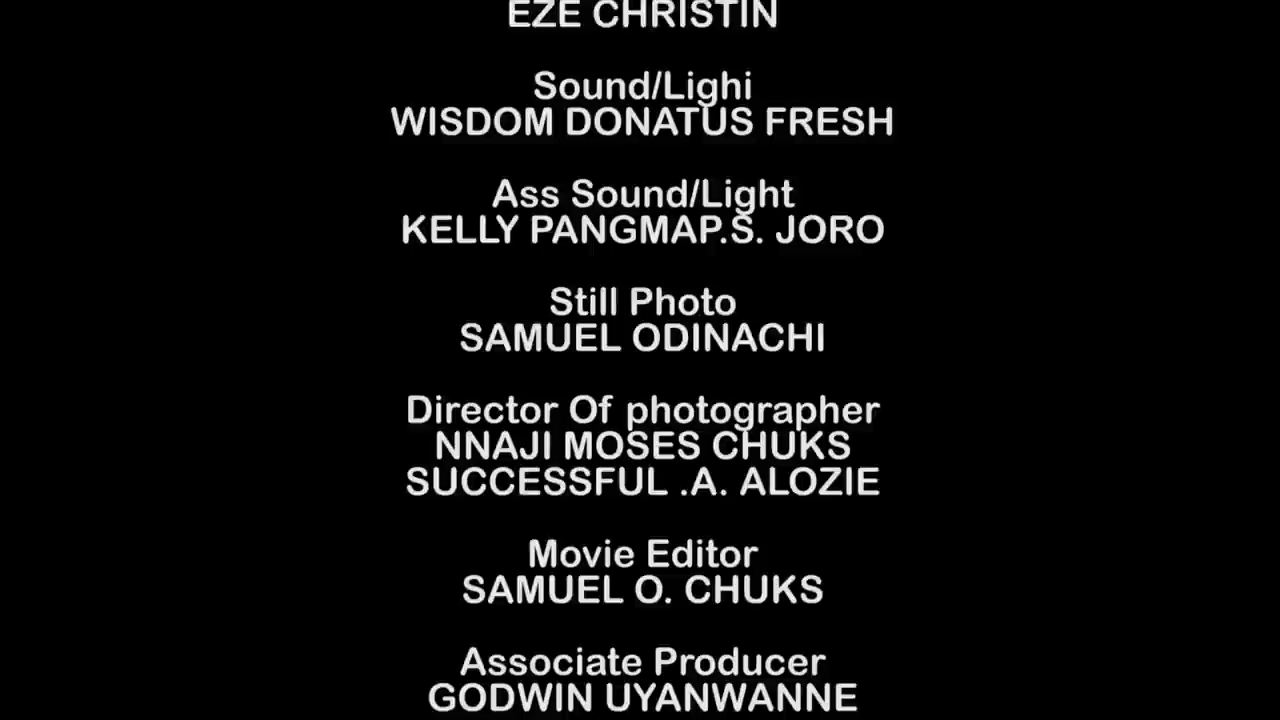 EZE CHRISTIN
Sound/Lighi
WISDOM DONATUS FRESH
Ass Sound/Light
KELLY PANGMAP.S. JORO
Still Photo
SAMUEL ODINACHI
Director Of photographer
NNAJI MOSES CHUKS
SUCCESSFUL .A. ALOZIE
Movie Editor
SAMUEL O. CHUKS
Associate Producer
GODWIN UYANWANNE